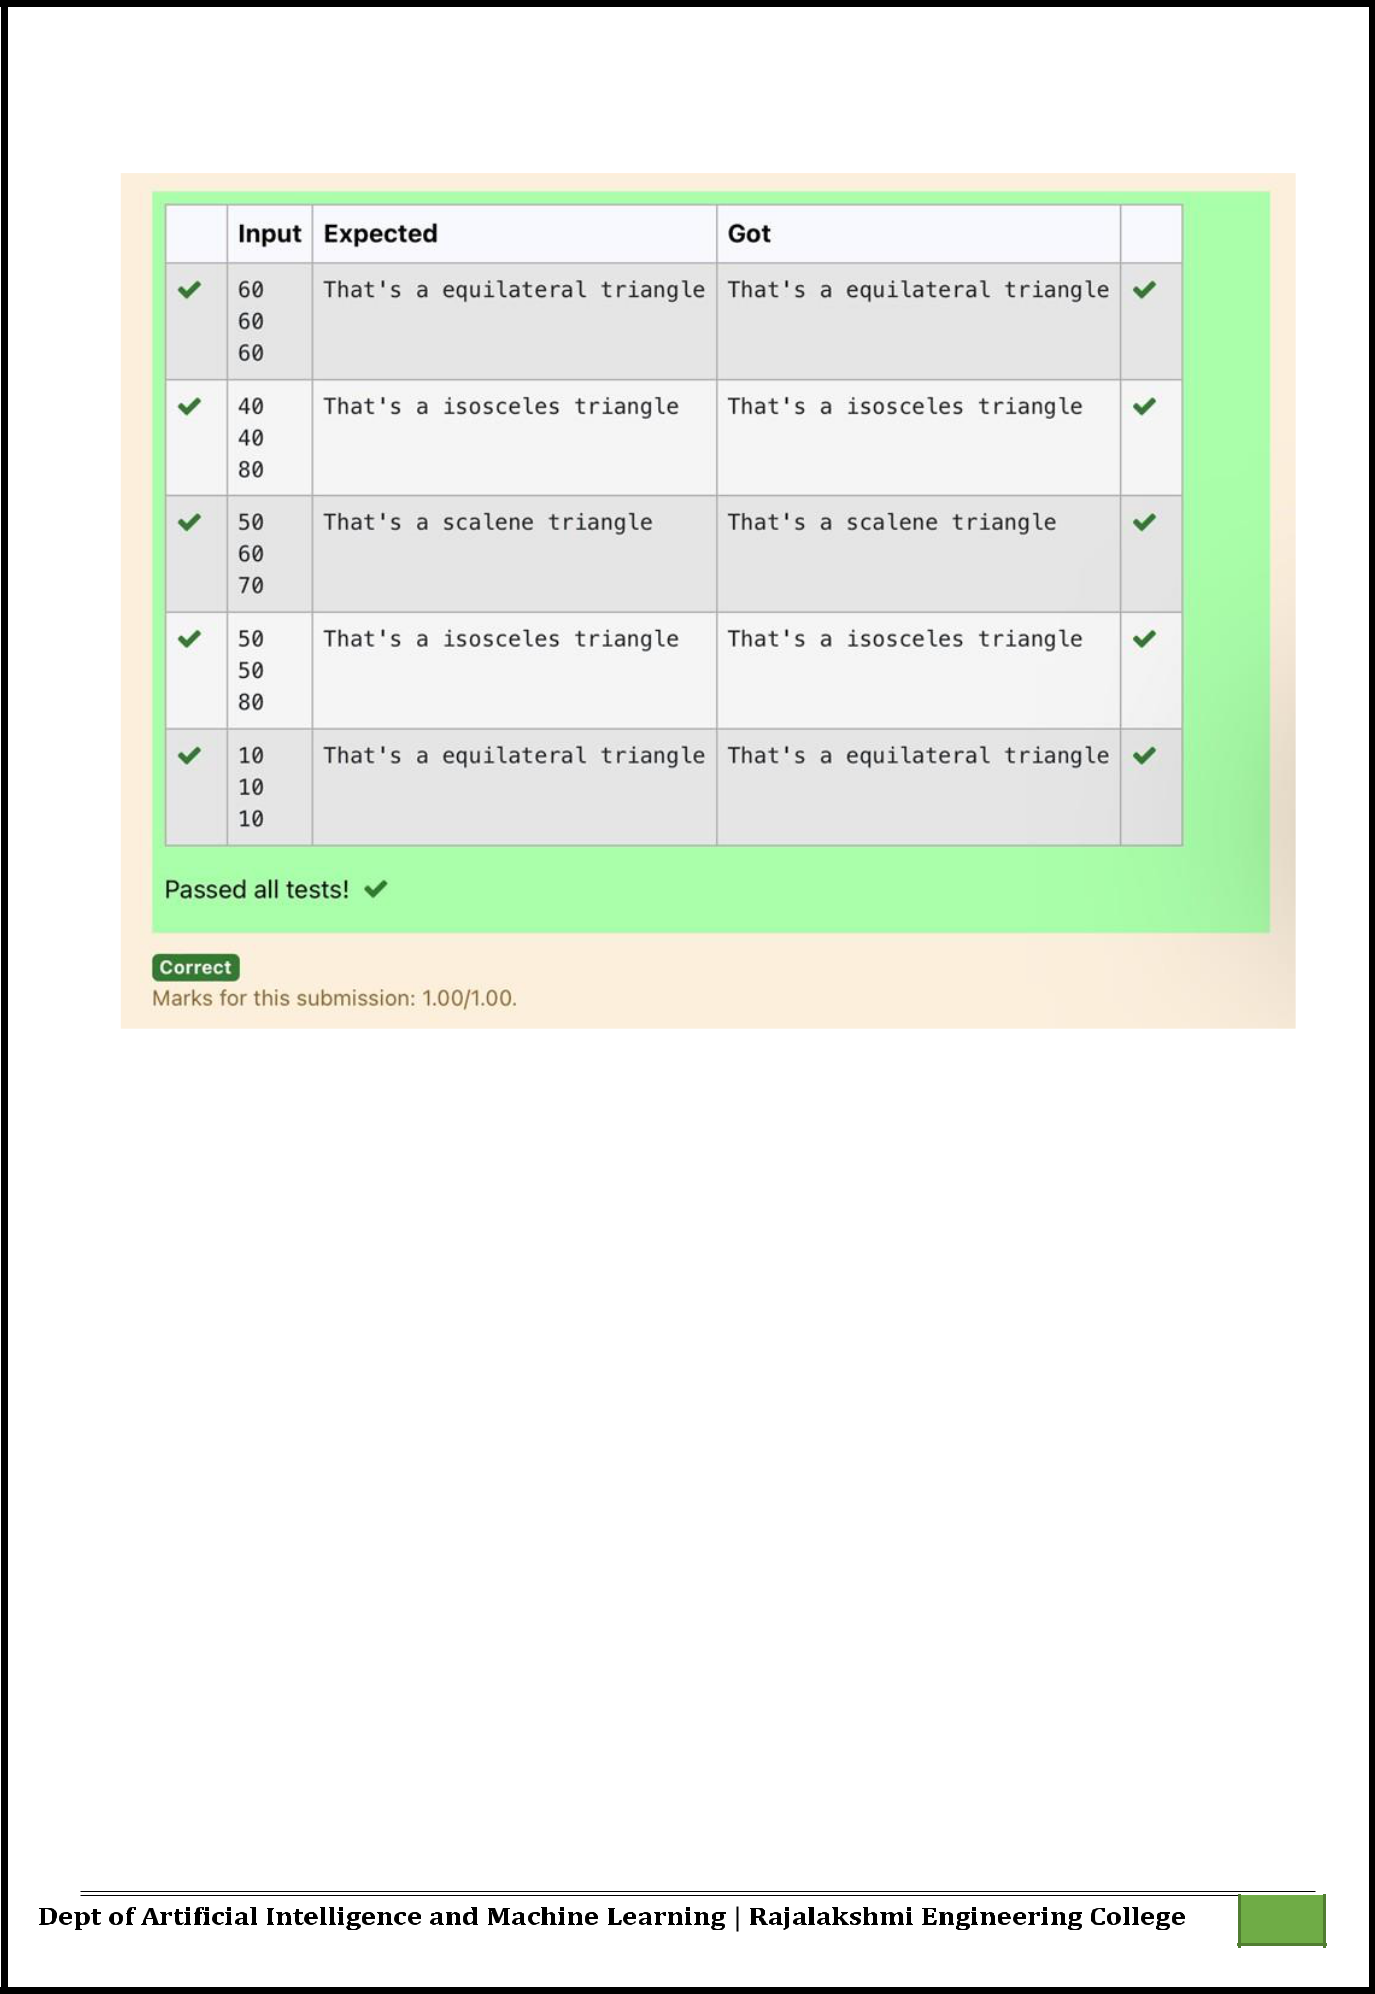 Input Expected Got
60 That's a equilateral triangle That's a equilateral triangle
60
60
40 That's a isosceles triangle That's a isosceles triangle
40
80
50 That's a scalene triangle That's a scalene triangle
60
70
50 That's a isosceles triangle That's a isosceles triangle
50
80
10 That's a equilateral triangle That's a equilateral triangle
10
10
Passed all tests!
Correct
Marks for this submission: 1.00/1.00.
Dept of Artificial Intelligence and Machine Learning | Rajalakshmi Engineering College